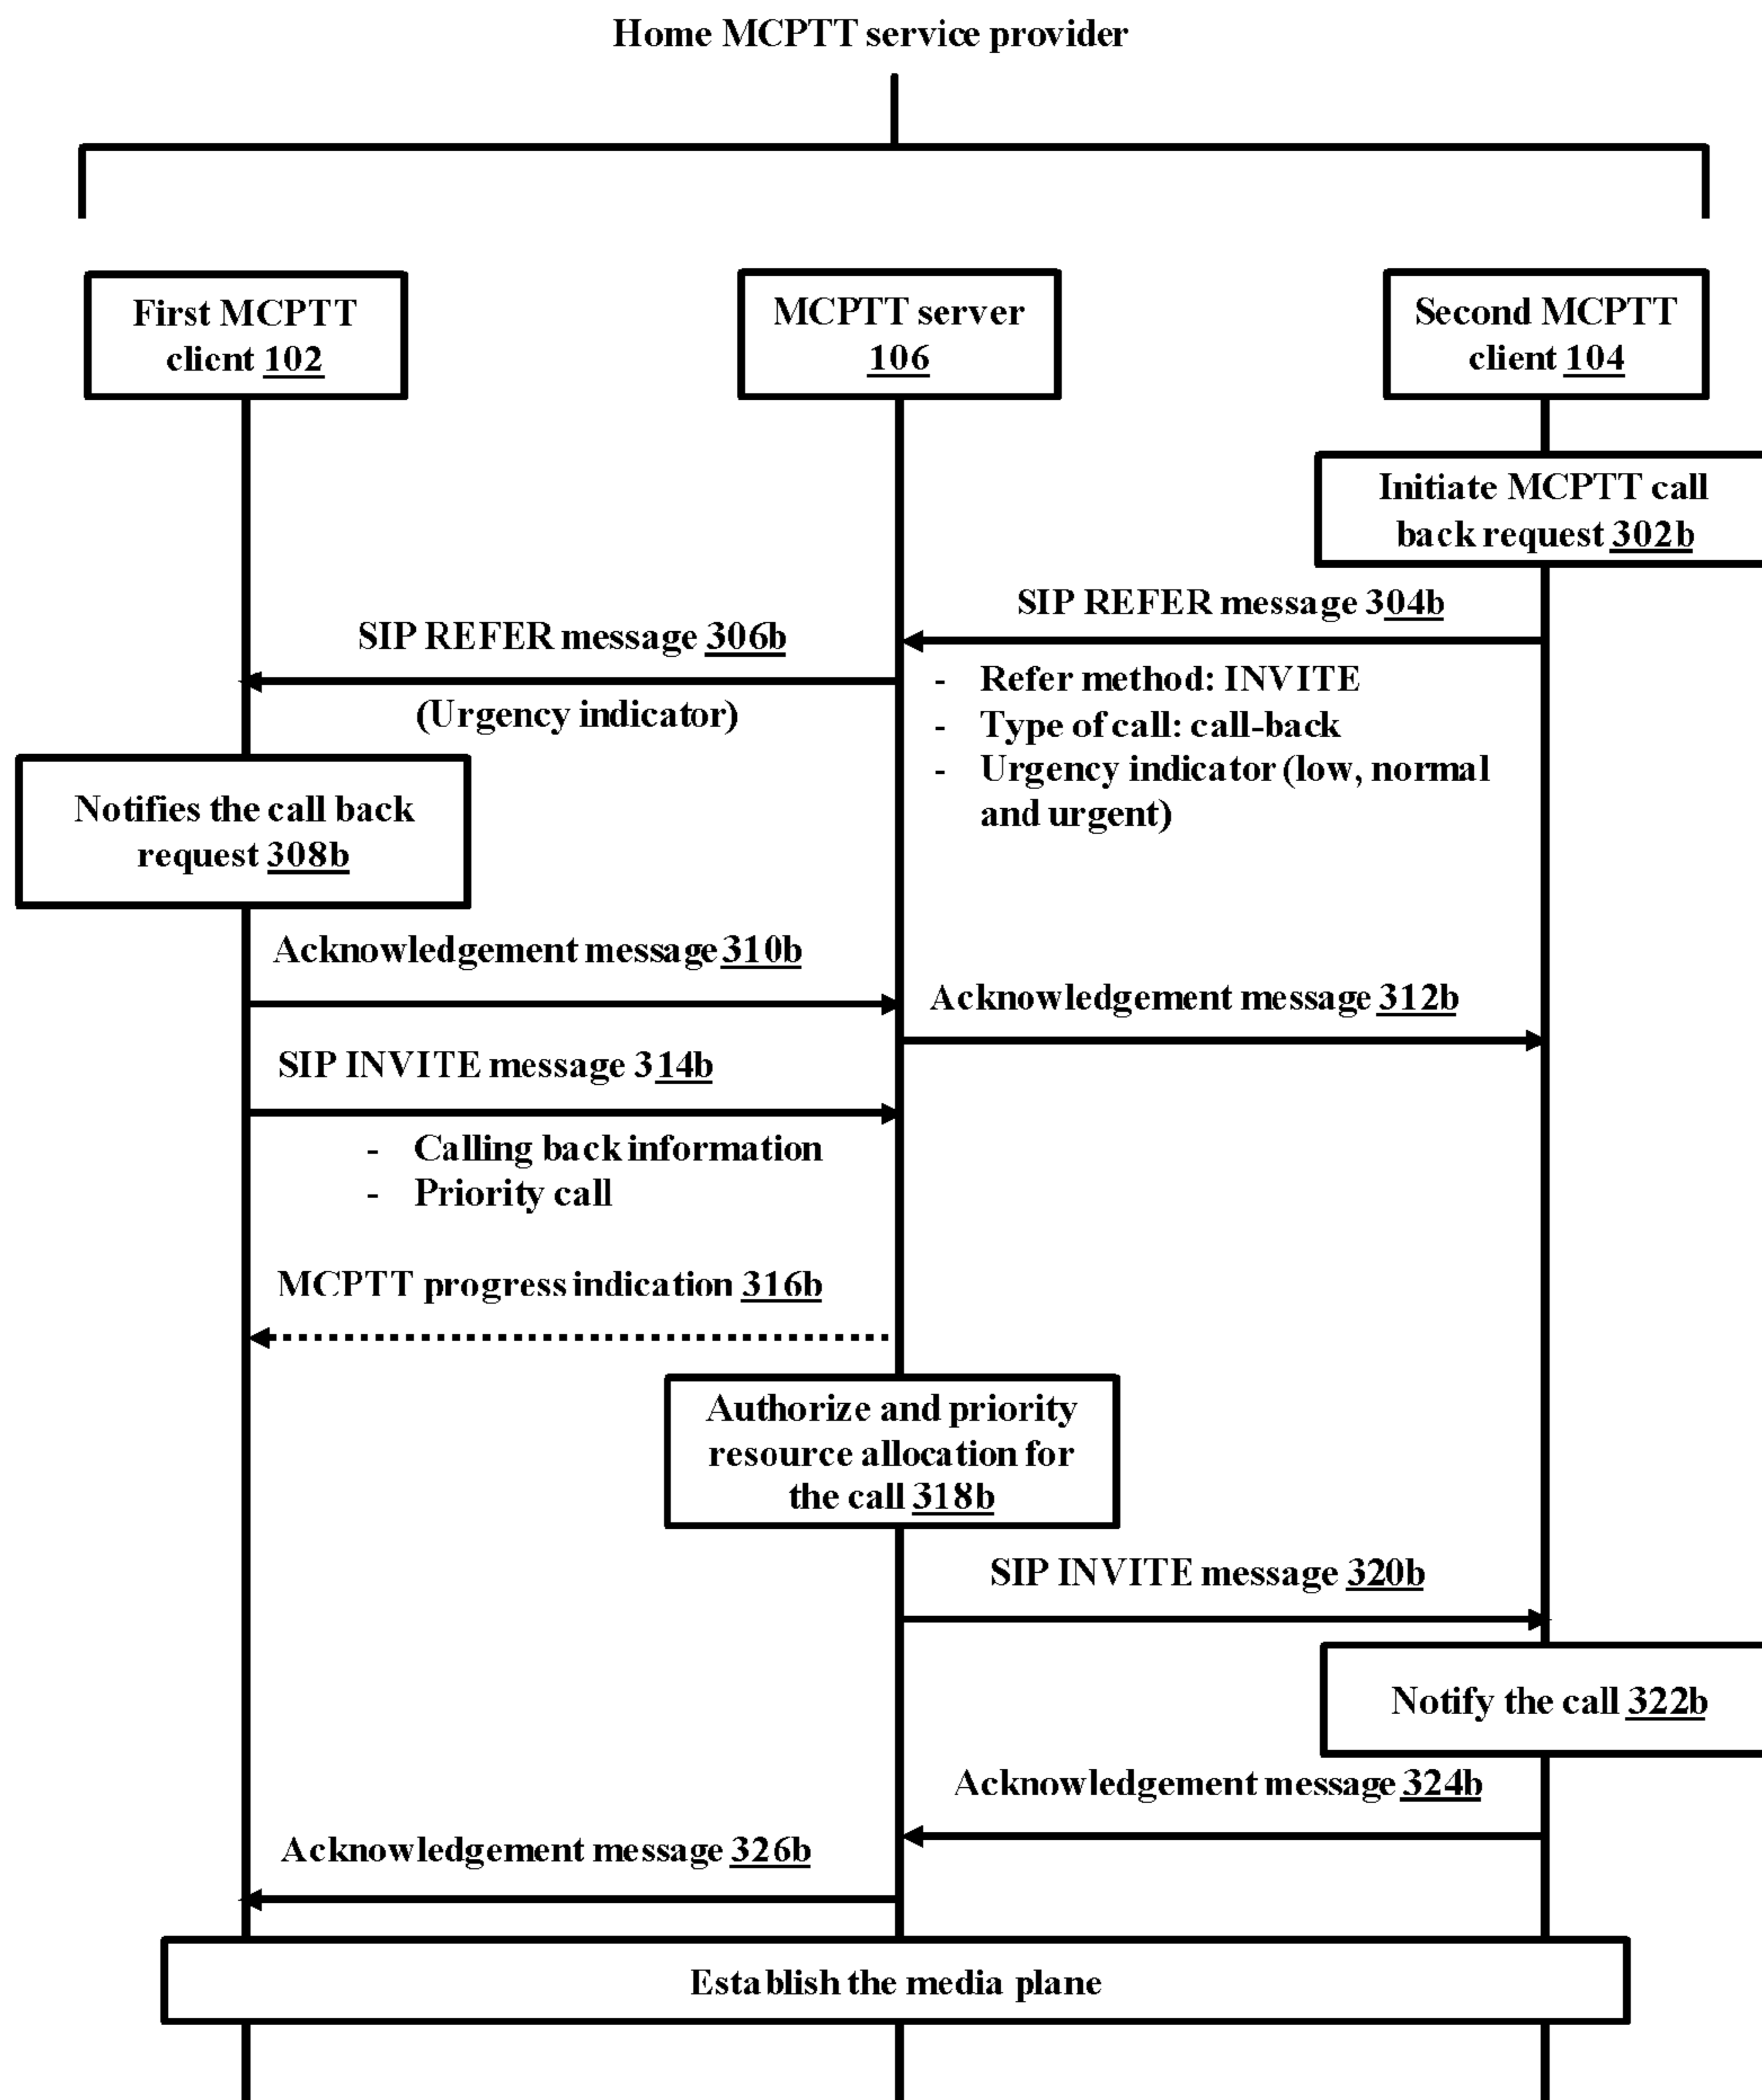 Home MCPTT service provider
First MCPTT
client 102
MCPTT server
106
Second MCPTT
client 104
Initiate MCPTT call
back request 302b
SIP REFER message 304b
SIP REFER message 306b
(Urgency indicator)
- Refer method: INVITE
- Type of call: call-back
- Urgency indicator (low, normal
and urgent)
Notifies the call back
request 308b
Acknowledgement message 310b
Acknowledgement message 312b
SIP INVITE message 314b
- Calling back information
- Priority call
MCPTT progress indication 316b
Authorize and priority
resource allocation for
the call 318b
SIP INVITE message 320b
Notify the call 322b
Acknowledgement message 324b
Acknowledgement message 326b
Establish the media plane